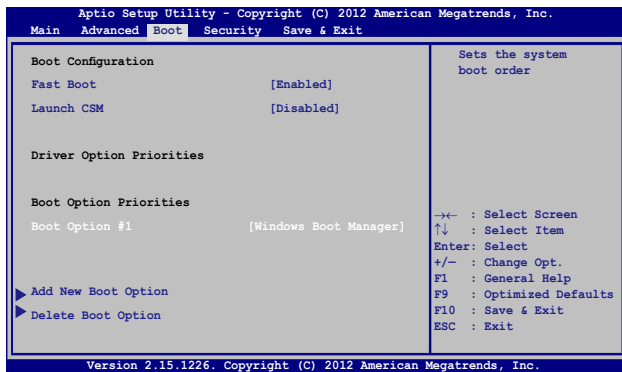 Aptio Setup Utility - Copyright (C) 2012 American Megatrends, Inc.
Main Advanced Boot Security Save & Exit
Boot Configuration
Fast Boot [Enabled]
Launch CSM [Disabled]
Driver Option Priorities
Boot Option Priorities
Boot Option #1 [Windows Boot Manager]
Add New Boot Option
Delete Boot Option
Sets the system
boot order
→← : Select Screen
↑↓ : Select Item
Enter: Select
+/— : Change Opt.
F1 : General Help
F9 : Optimized Defaults
F10 : Save & Exit
ESC : Exit
Version 2.15.1226. Copyright (C) 2012 American Megatrends, Inc.